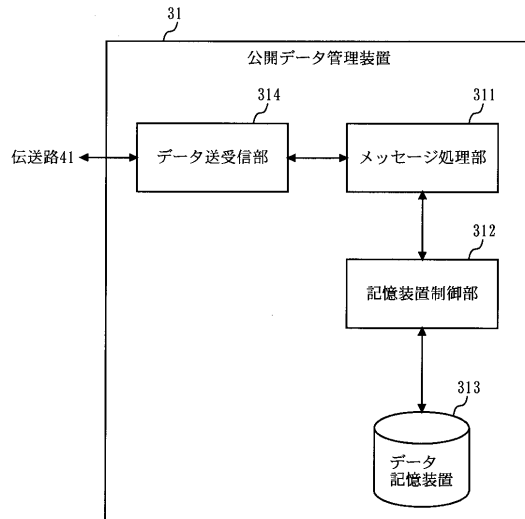 31
公開データ管理装置
314
311
伝送路41
データ送受信部
メッセージ処理部
312
記憶装置制御部
313
データ
記憶装置